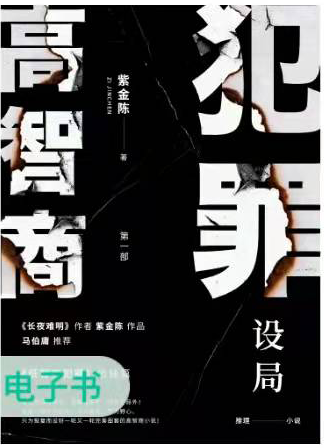 高智商
犯罪
紫金陈
ZI JINCHEN
著
第一部
设局
《长夜难明》作者 紫金陈 作品
马伯庸 推荐
电子书
推理
小说